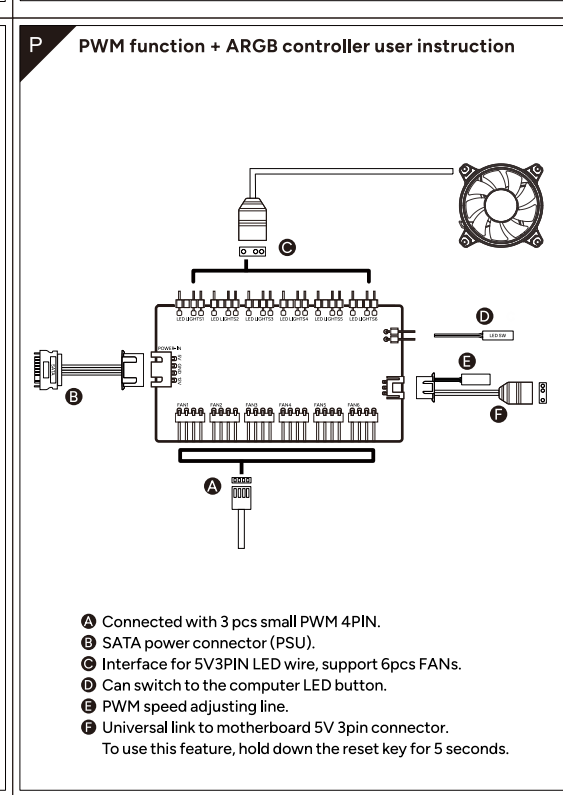 P
PWM function + ARGB controller user instruction
C
LED LIGHTS1 LED LIGHTS2 LED LIGHTS3 LED LIGHTS4 LED LIGHTS5 LED LIGHTS6
D
LED SW
POWER-IN
E
SATA
5V GND 12V
B
F
FAN1 FAN2 FAN3 FAN4 FAN5 FAN6
A
A Connected with 3 pcs small PWM 4PIN.
B SATA power connector (PSU).
C Interface for 5V3PIN LED wire, support 6pcs FANs.
D Can switch to the computer LED button.
E PWM speed adjusting line.
F Universal link to motherboard 5V 3pin connector.
To use this feature, hold down the reset key for 5 seconds.